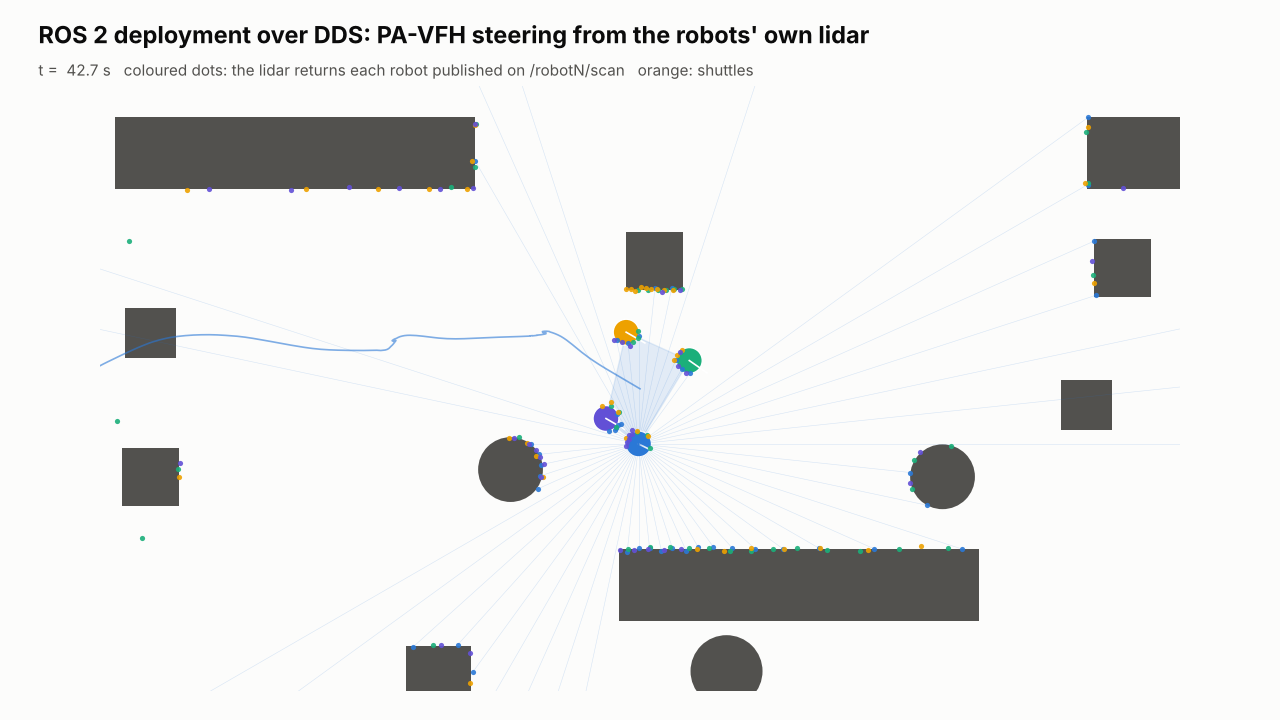 ROS 2 deployment over DDS: PA-VFH steering from the robots' own lidar
t = 42.7 s coloured dots: the lidar returns each robot published on /robotN/scan orange: shuttles